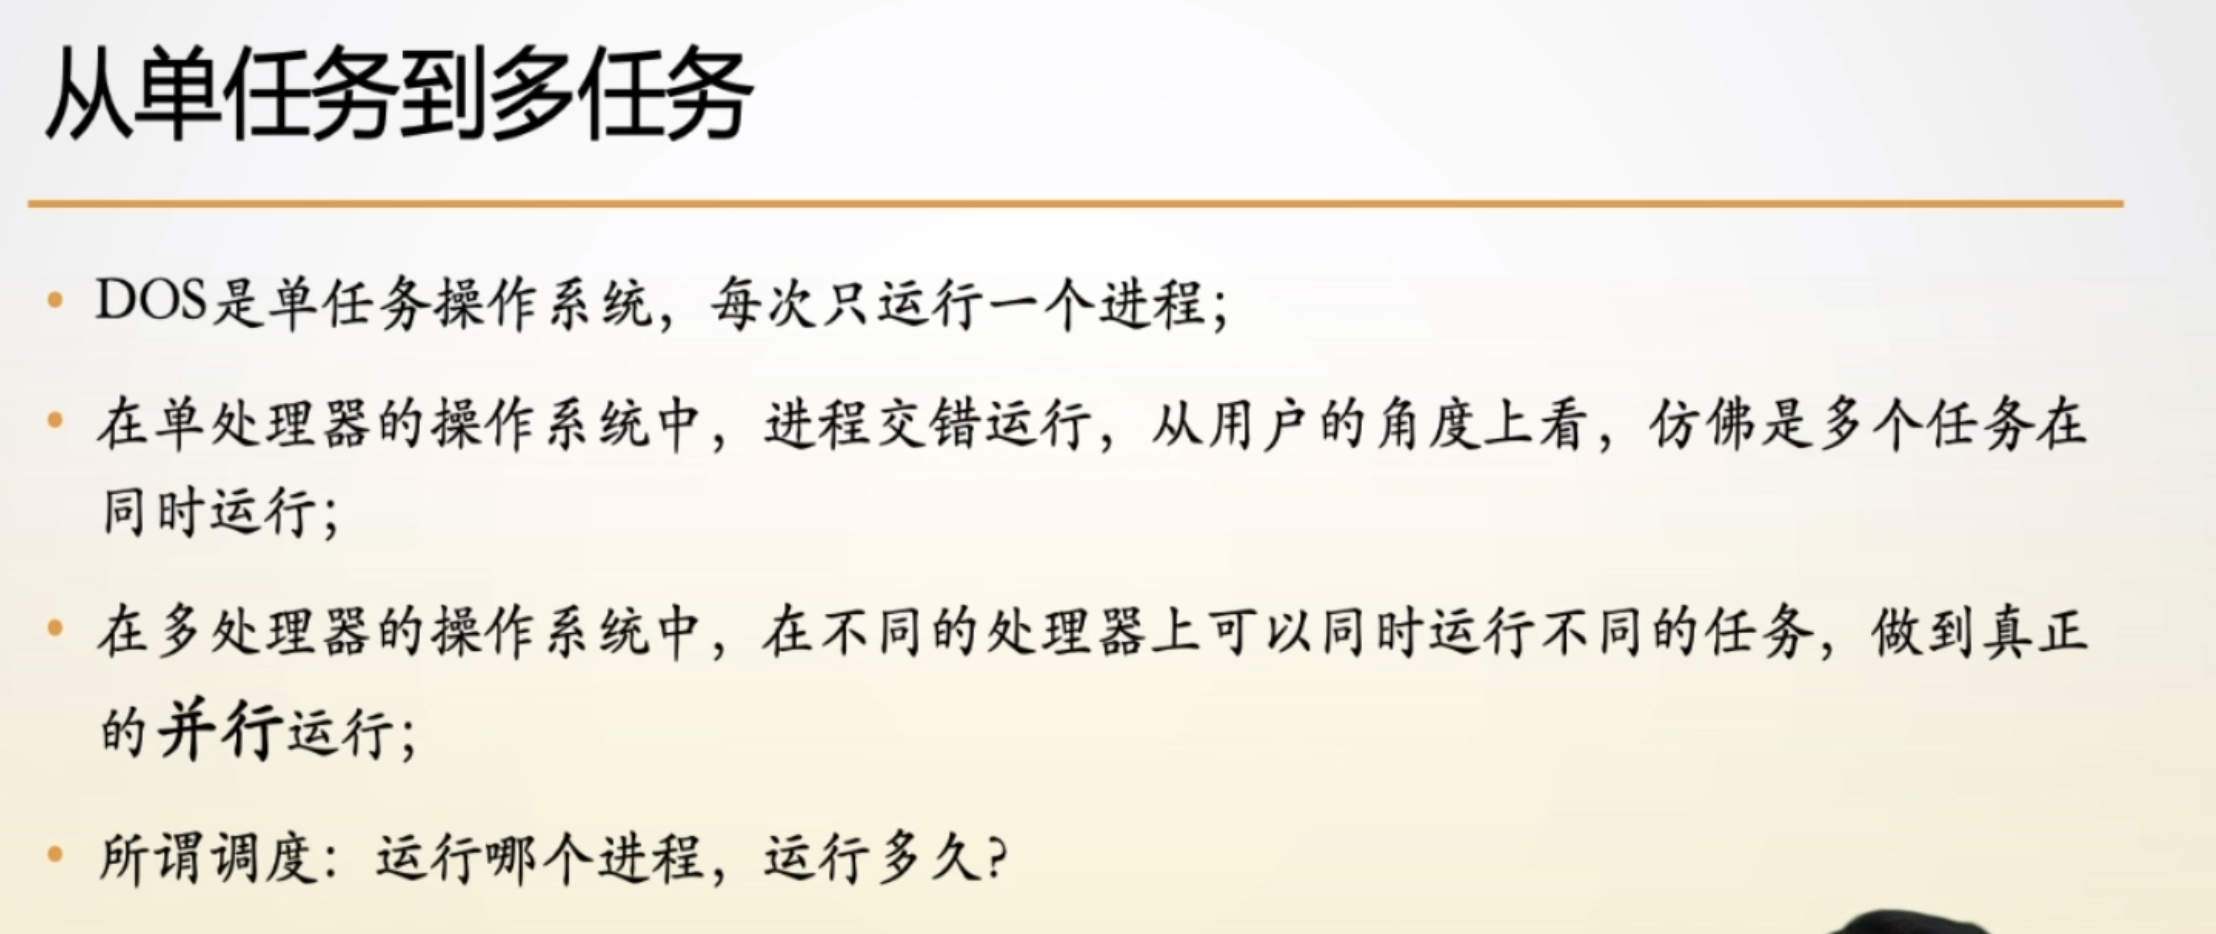 从单任务到多任务
• DOS是单任务操作系统，每次只运行一个进程；
• 在单处理器的操作系统中，进程交错运行，从用户的角度上看，仿佛是多个任务在
同时运行；
• 在多处理器的操作系统中，在不同的处理器上可以同时运行不同的任务，做到真正
的并行运行；
• 所谓调度：运行哪个进程，运行多久？